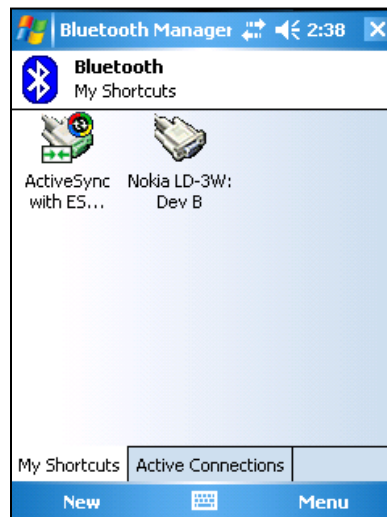 Bluetooth Manager 2:38
Bluetooth
My Shortcuts
ActiveSync
with ES...
Nokia LD-3W:
Dev B
My Shortcuts Active Connections
New Menu